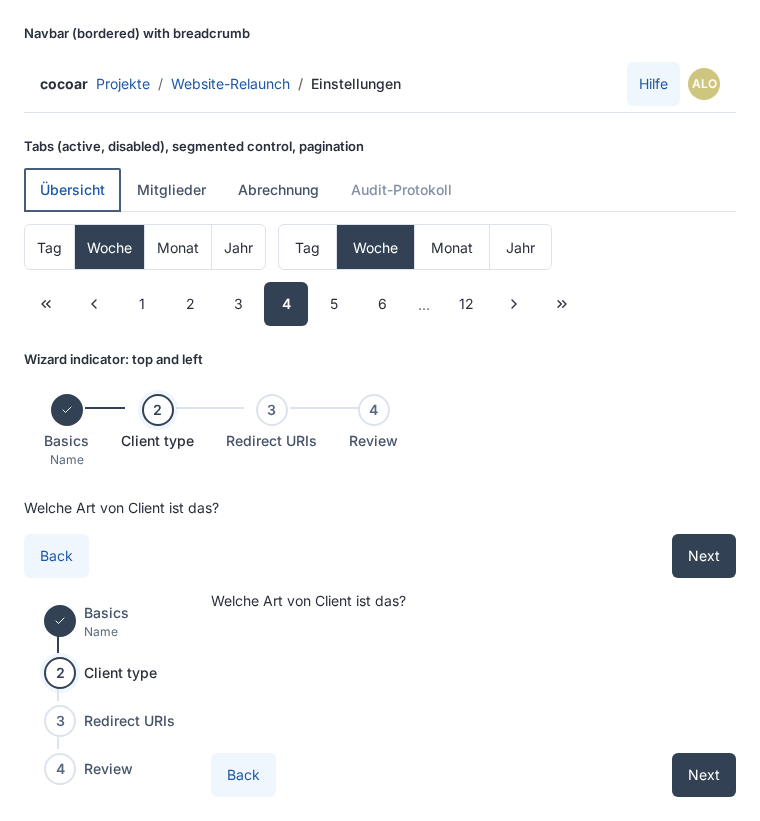 Navbar (bordered) with breadcrumb
cocoar Projekte / Website-Relaunch / Einstellungen Hilfe ALO
Tabs (active, disabled), segmented control, pagination
Übersicht Mitglieder Abrechnung Audit-Protokoll
Tag Woche Monat Jahr Tag Woche Monat Jahr
« ‹ 1 2 3 4 5 6 ... 12 › »
Wizard indicator: top and left
2 3 4
Basics Client type Redirect URIs Review
Name
Welche Art von Client ist das?
Back Next
Welche Art von Client ist das?
Basics
Name
2 Client type
3 Redirect URIs
4 Review
Back Next